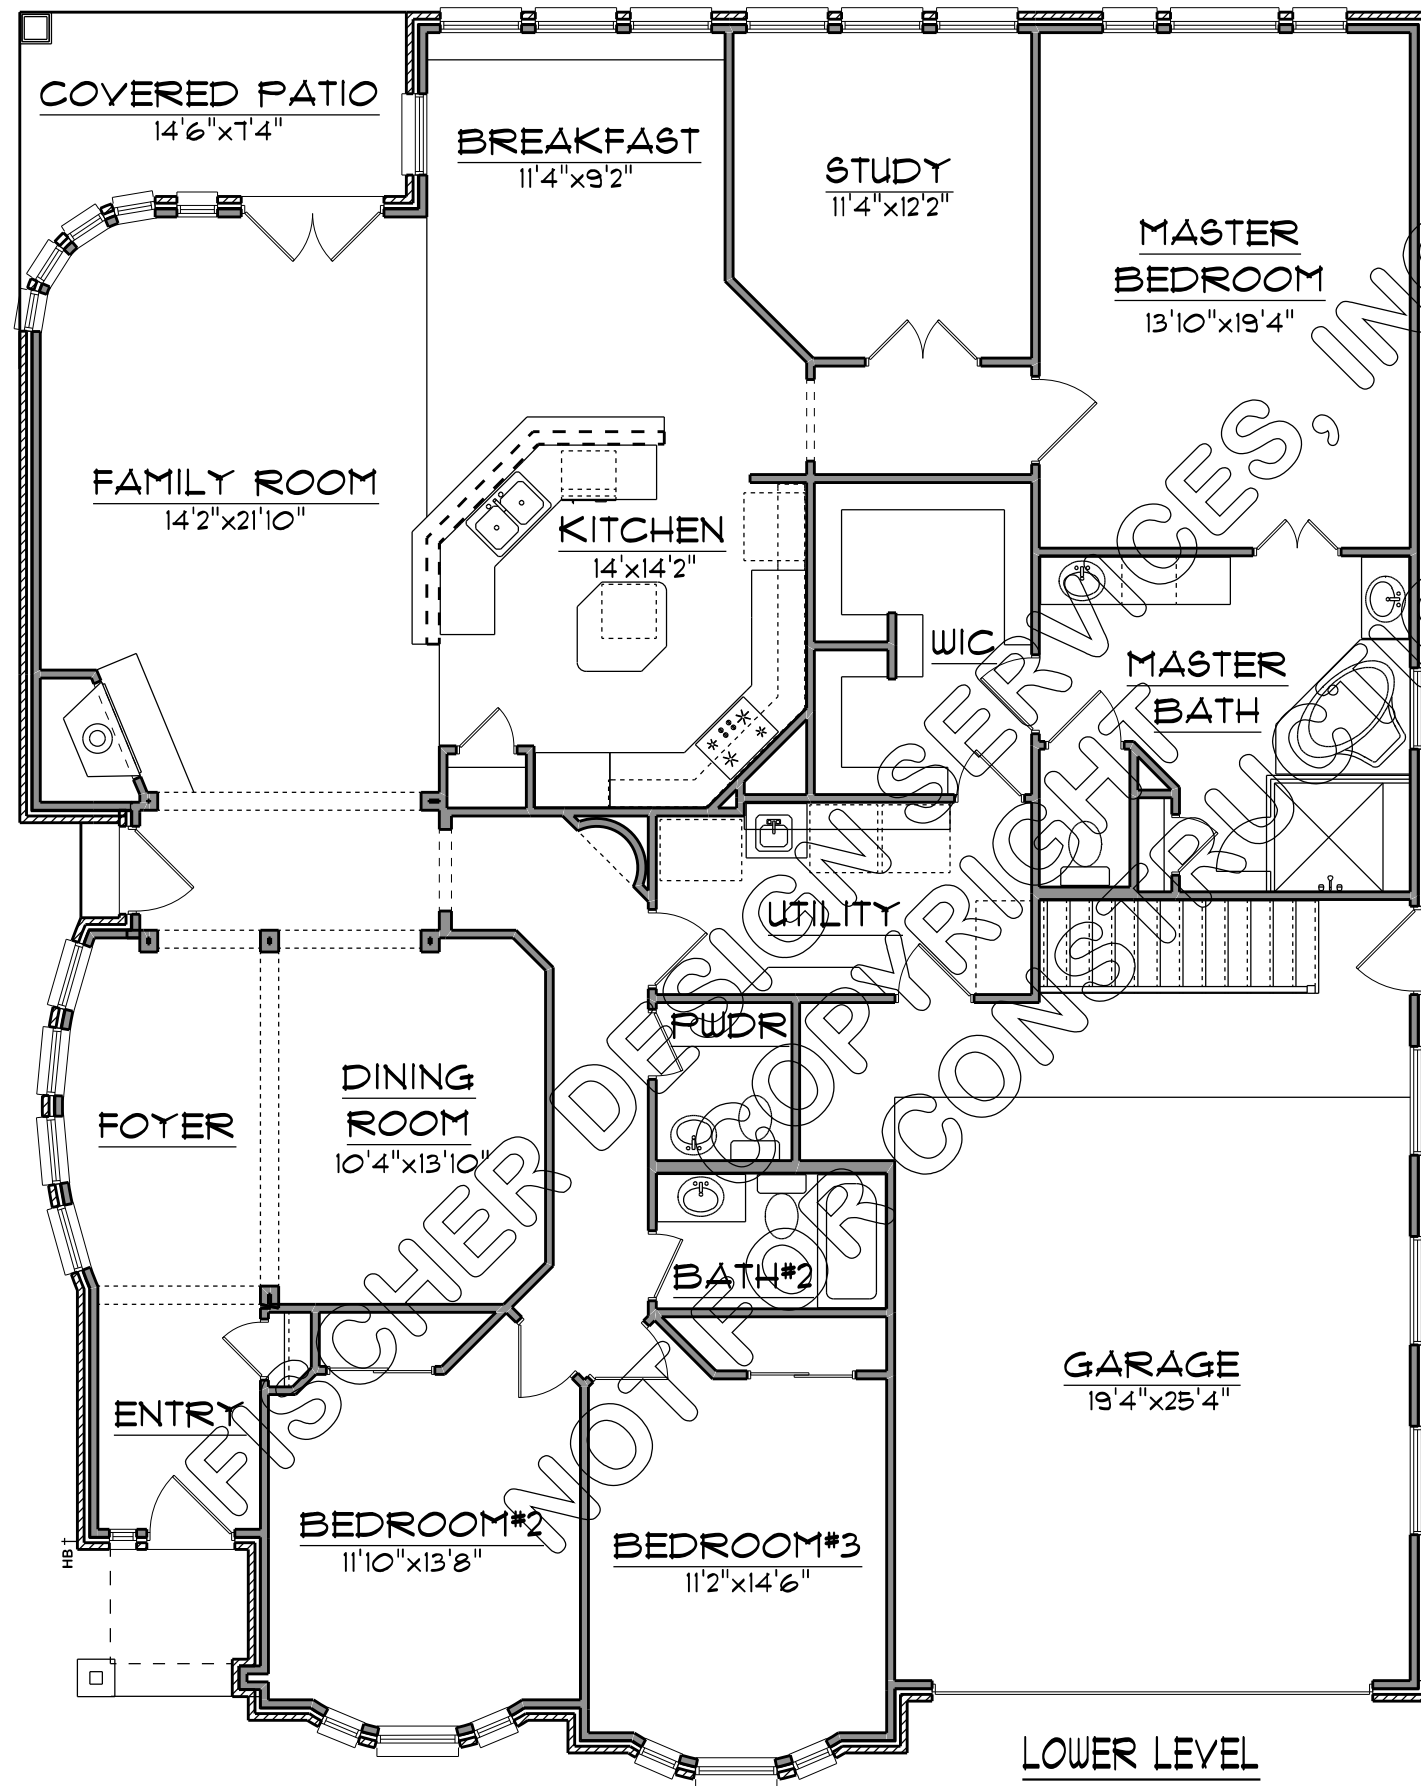 COVERED PATIO
14'6"x7'4"
BREAKFAST
11'4"x9'2"
STUDY
11'4"x12'2"
MASTER
BEDROOM
13'10"x19'4"
FAMILY ROOM
14'2"x21'10"
KITCHEN
14'x14'2"
WIC
MASTER
BATH
UTILITY
PWDR
DINING
ROOM
10'4"x13'10"
FOYER
BATH#2
GARAGE
19'4"x25'4"
ENTRY
BEDROOM#2
11'10"x13'8"
BEDROOM#3
11'2"x14'6"
HB
LOWER LEVEL
FISCHER DESIGN SERVICES, INC
COPYRIGHT
NOT FOR CONSTRUCTION